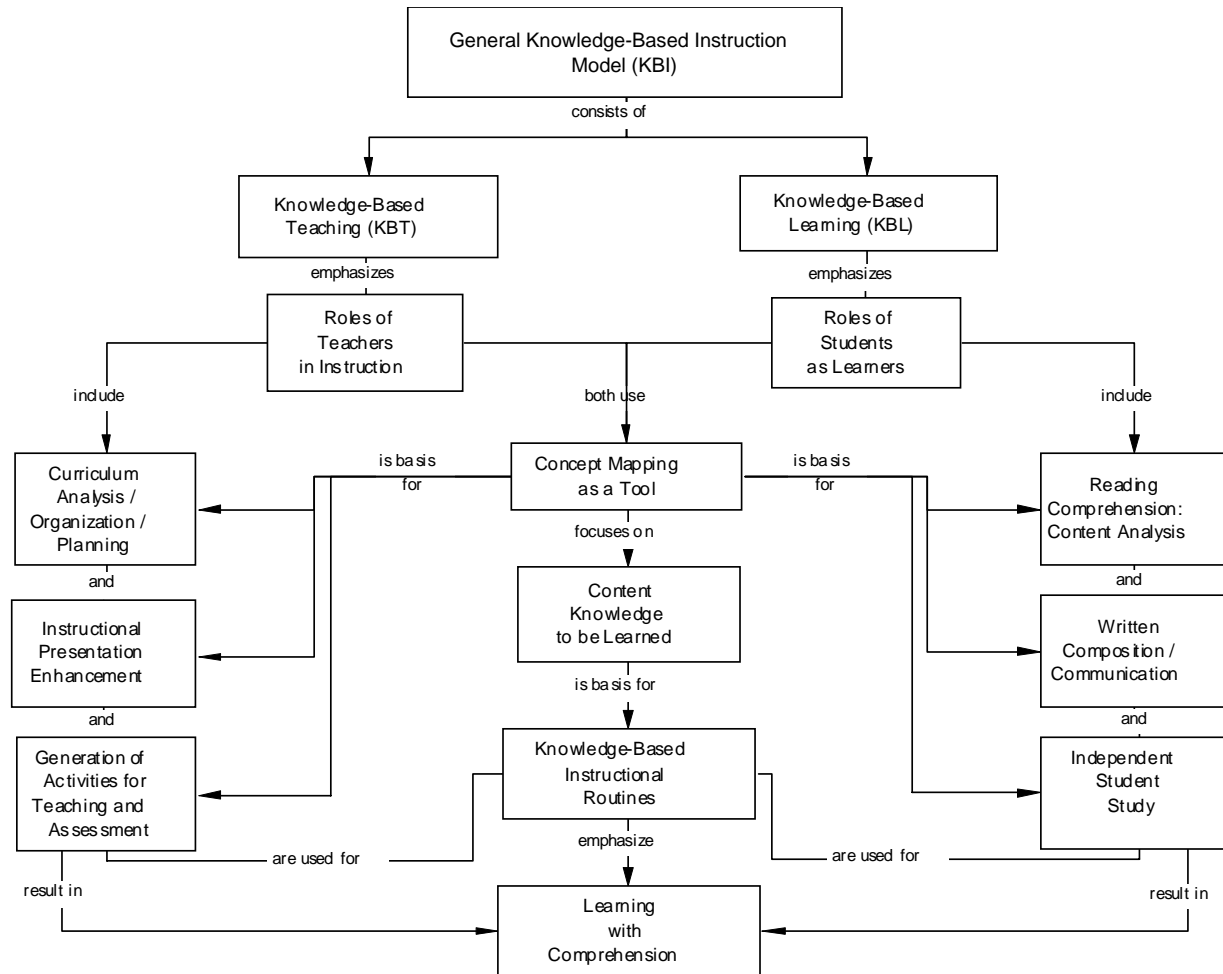 General Knowledge-Based Instruction
Model (KBI)
consists of
Knowledge-Based
Teaching (KBT)
Knowledge-Based
Learning (KBL)
emphasizes
emphasizes
Roles of
Teachers
in Instruction
Roles of
Students
as Learners
include
both use
include
Curriculum
Analysis /
Organization /
Planning
is basis
for
Concept Mapping
as a Tool
is basis
for
Reading
Comprehension:
Content Analysis
focuses on
and
and
Content
Knowledge
to be Learned
Instructional
Presentation
Enhancement
Written
Composition /
Communication
is basis for
and
and
Generation of
Activities for
Teaching and
Assessment
Knowledge-Based
Instructional
Routines
Independent
Student
Study
emphasize
are used for
are used for
result in
result in
Learning
with
Comprehension